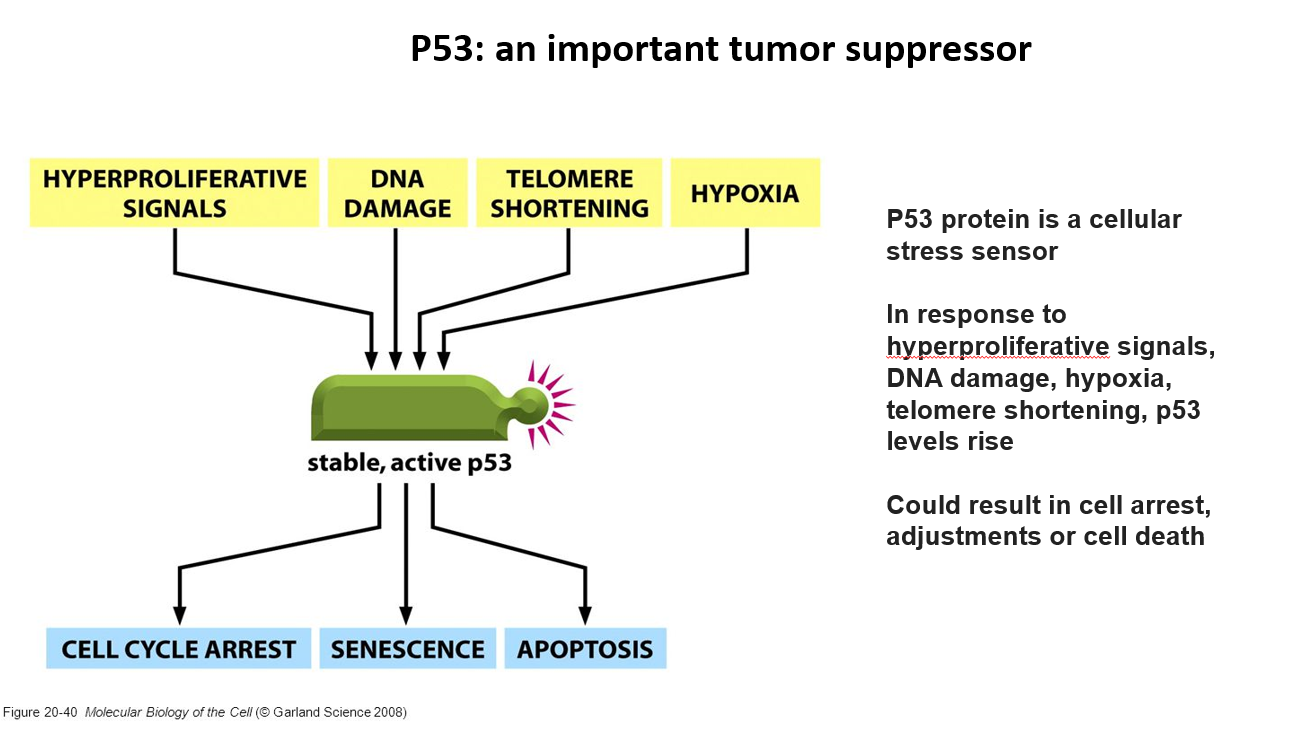 P53: an important tumor suppressor
HYPERPROLIFERATIVE
SIGNALS
DNA
DAMAGE
TELOMERE
SHORTENING
HYPOXIA
stable, active p53
CELL CYCLE ARREST
SENESCENCE
APOPTOSIS
P53 protein is a cellular
stress sensor
In response to
hyperproliferative signals,
DNA damage, hypoxia,
telomere shortening, p53
levels rise
Could result in cell arrest,
adjustments or cell death
Figure 20-40 Molecular Biology of the Cell (© Garland Science 2008)